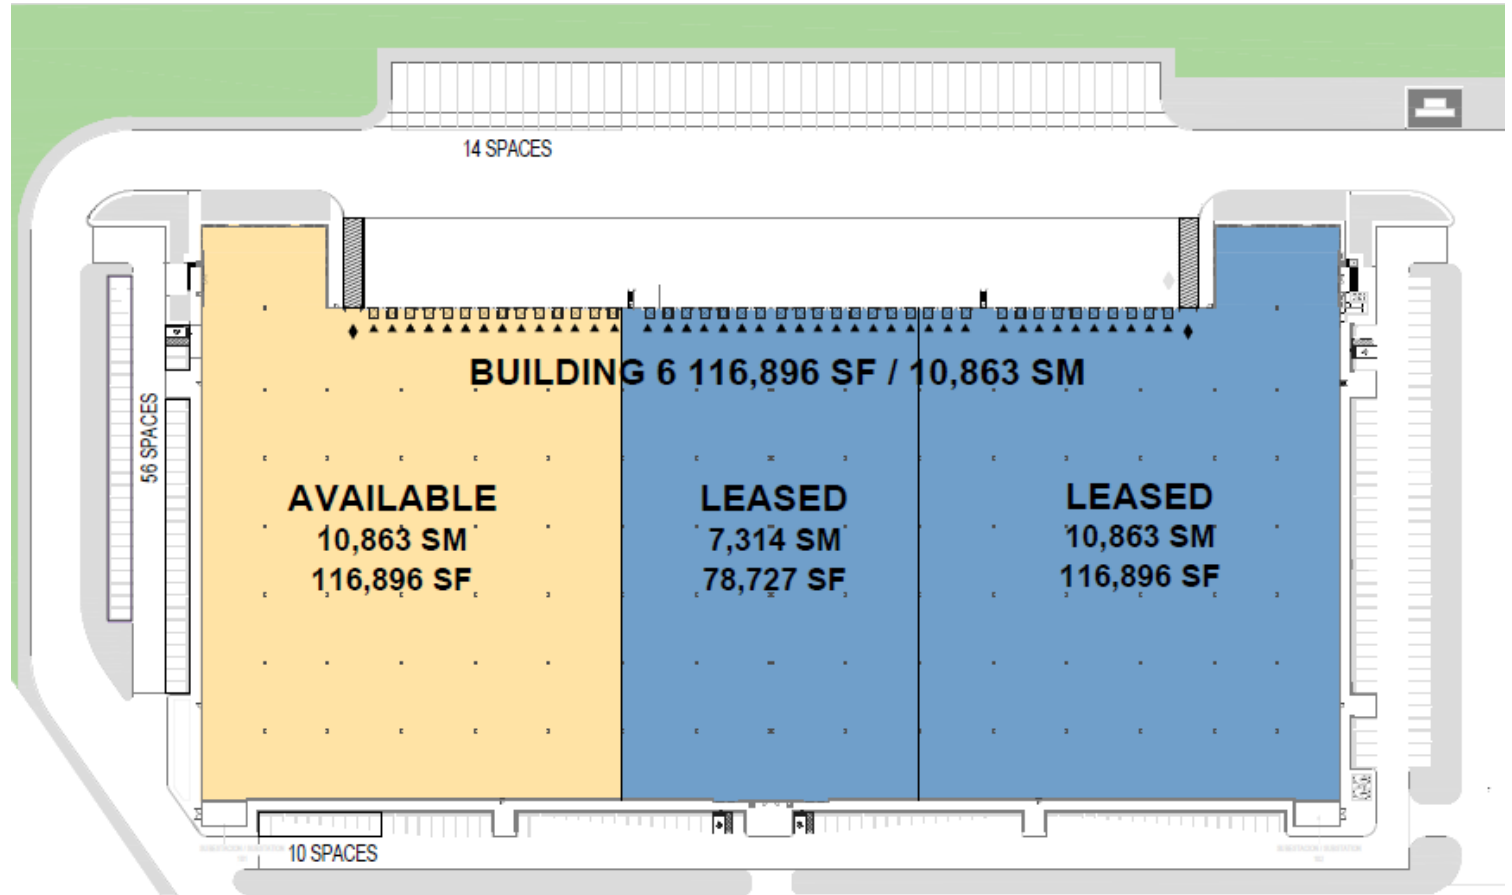 14 SPACES
BUILDING 6 116,896 SF / 10,863 SM
56 SPACES
AVAILABLE
10,863 SM
116,896 SF
LEASED
7,314 SM
78,727 SF
LEASED
10,863 SM
116,896 SF
10 SPACES